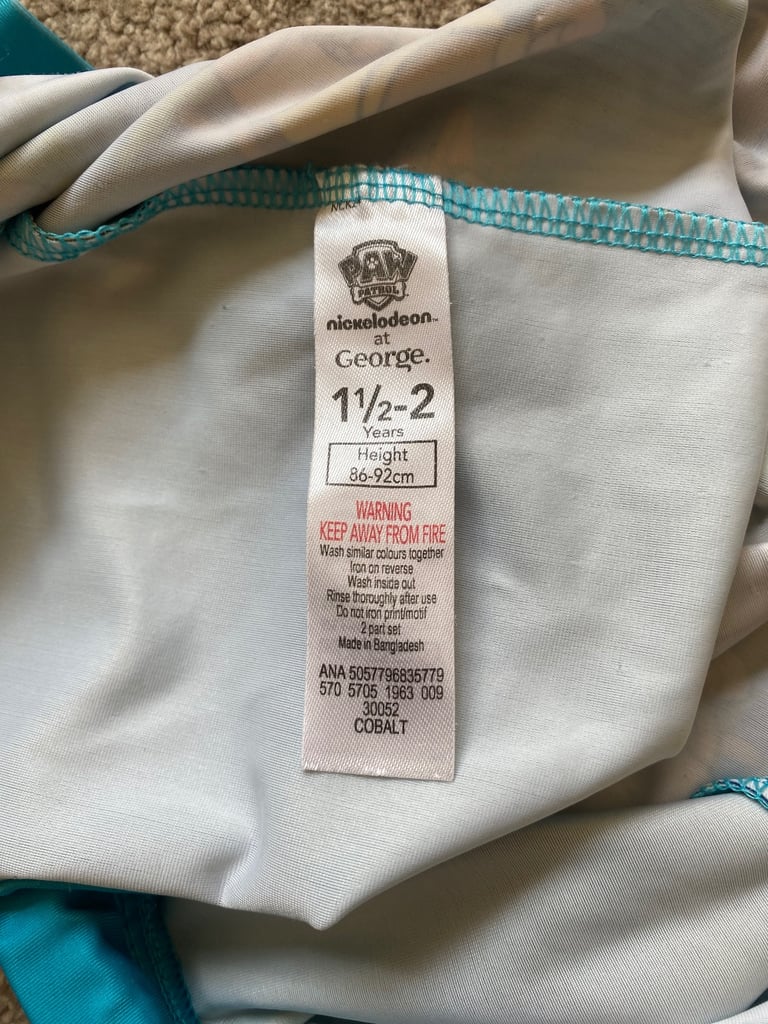 PAW
PATROL
nickelodeon™
at
George.
1½-2
Years
Height
86-92cm
WARNING
KEEP AWAY FROM FIRE
Wash similar colours together
Iron on reverse
Wash inside out
Rinse thoroughly after use
Do not iron print/motif
2 part set
Made in Bangladesh
ANA 5057796835779
570 5705 1963 009
30052
COBALT